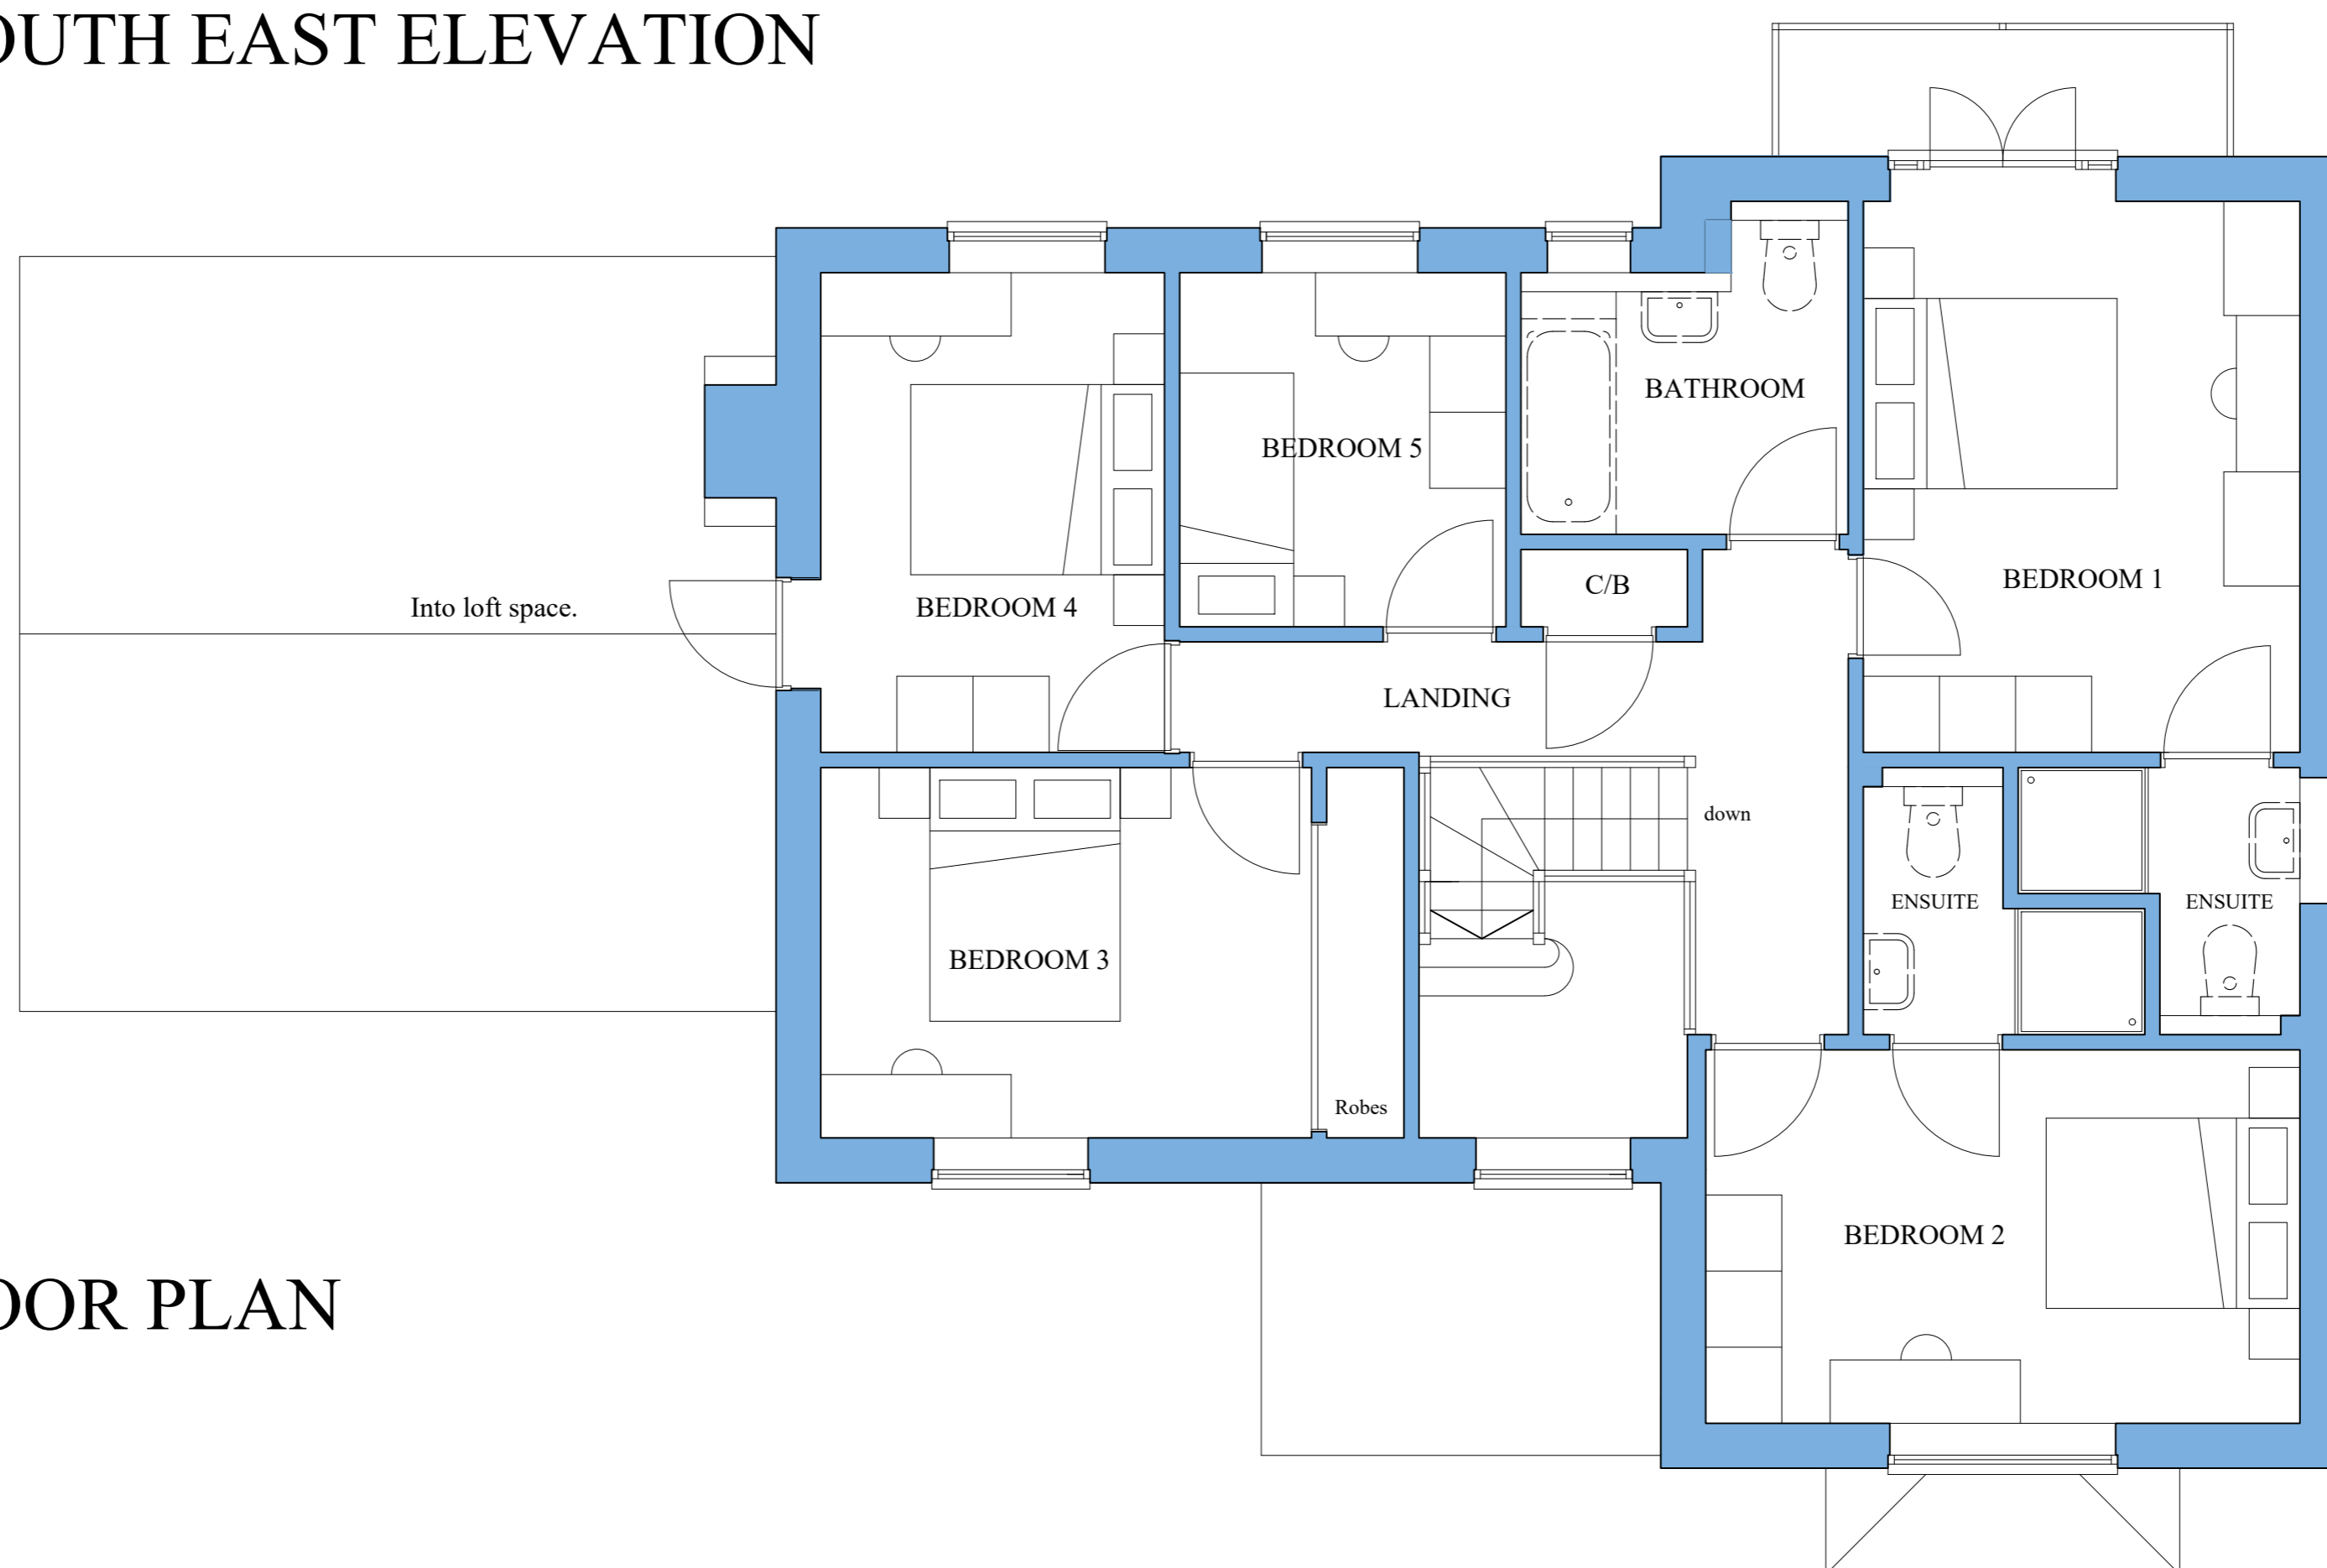 OUTH EAST ELEVATION
BATHROOM
BEDROOM 5
C/B
BEDROOM 1
Into loft space.
BEDROOM 4
LANDING
down
ENSUITE
ENSUITE
BEDROOM 3
Robes
BEDROOM 2
OOR PLAN